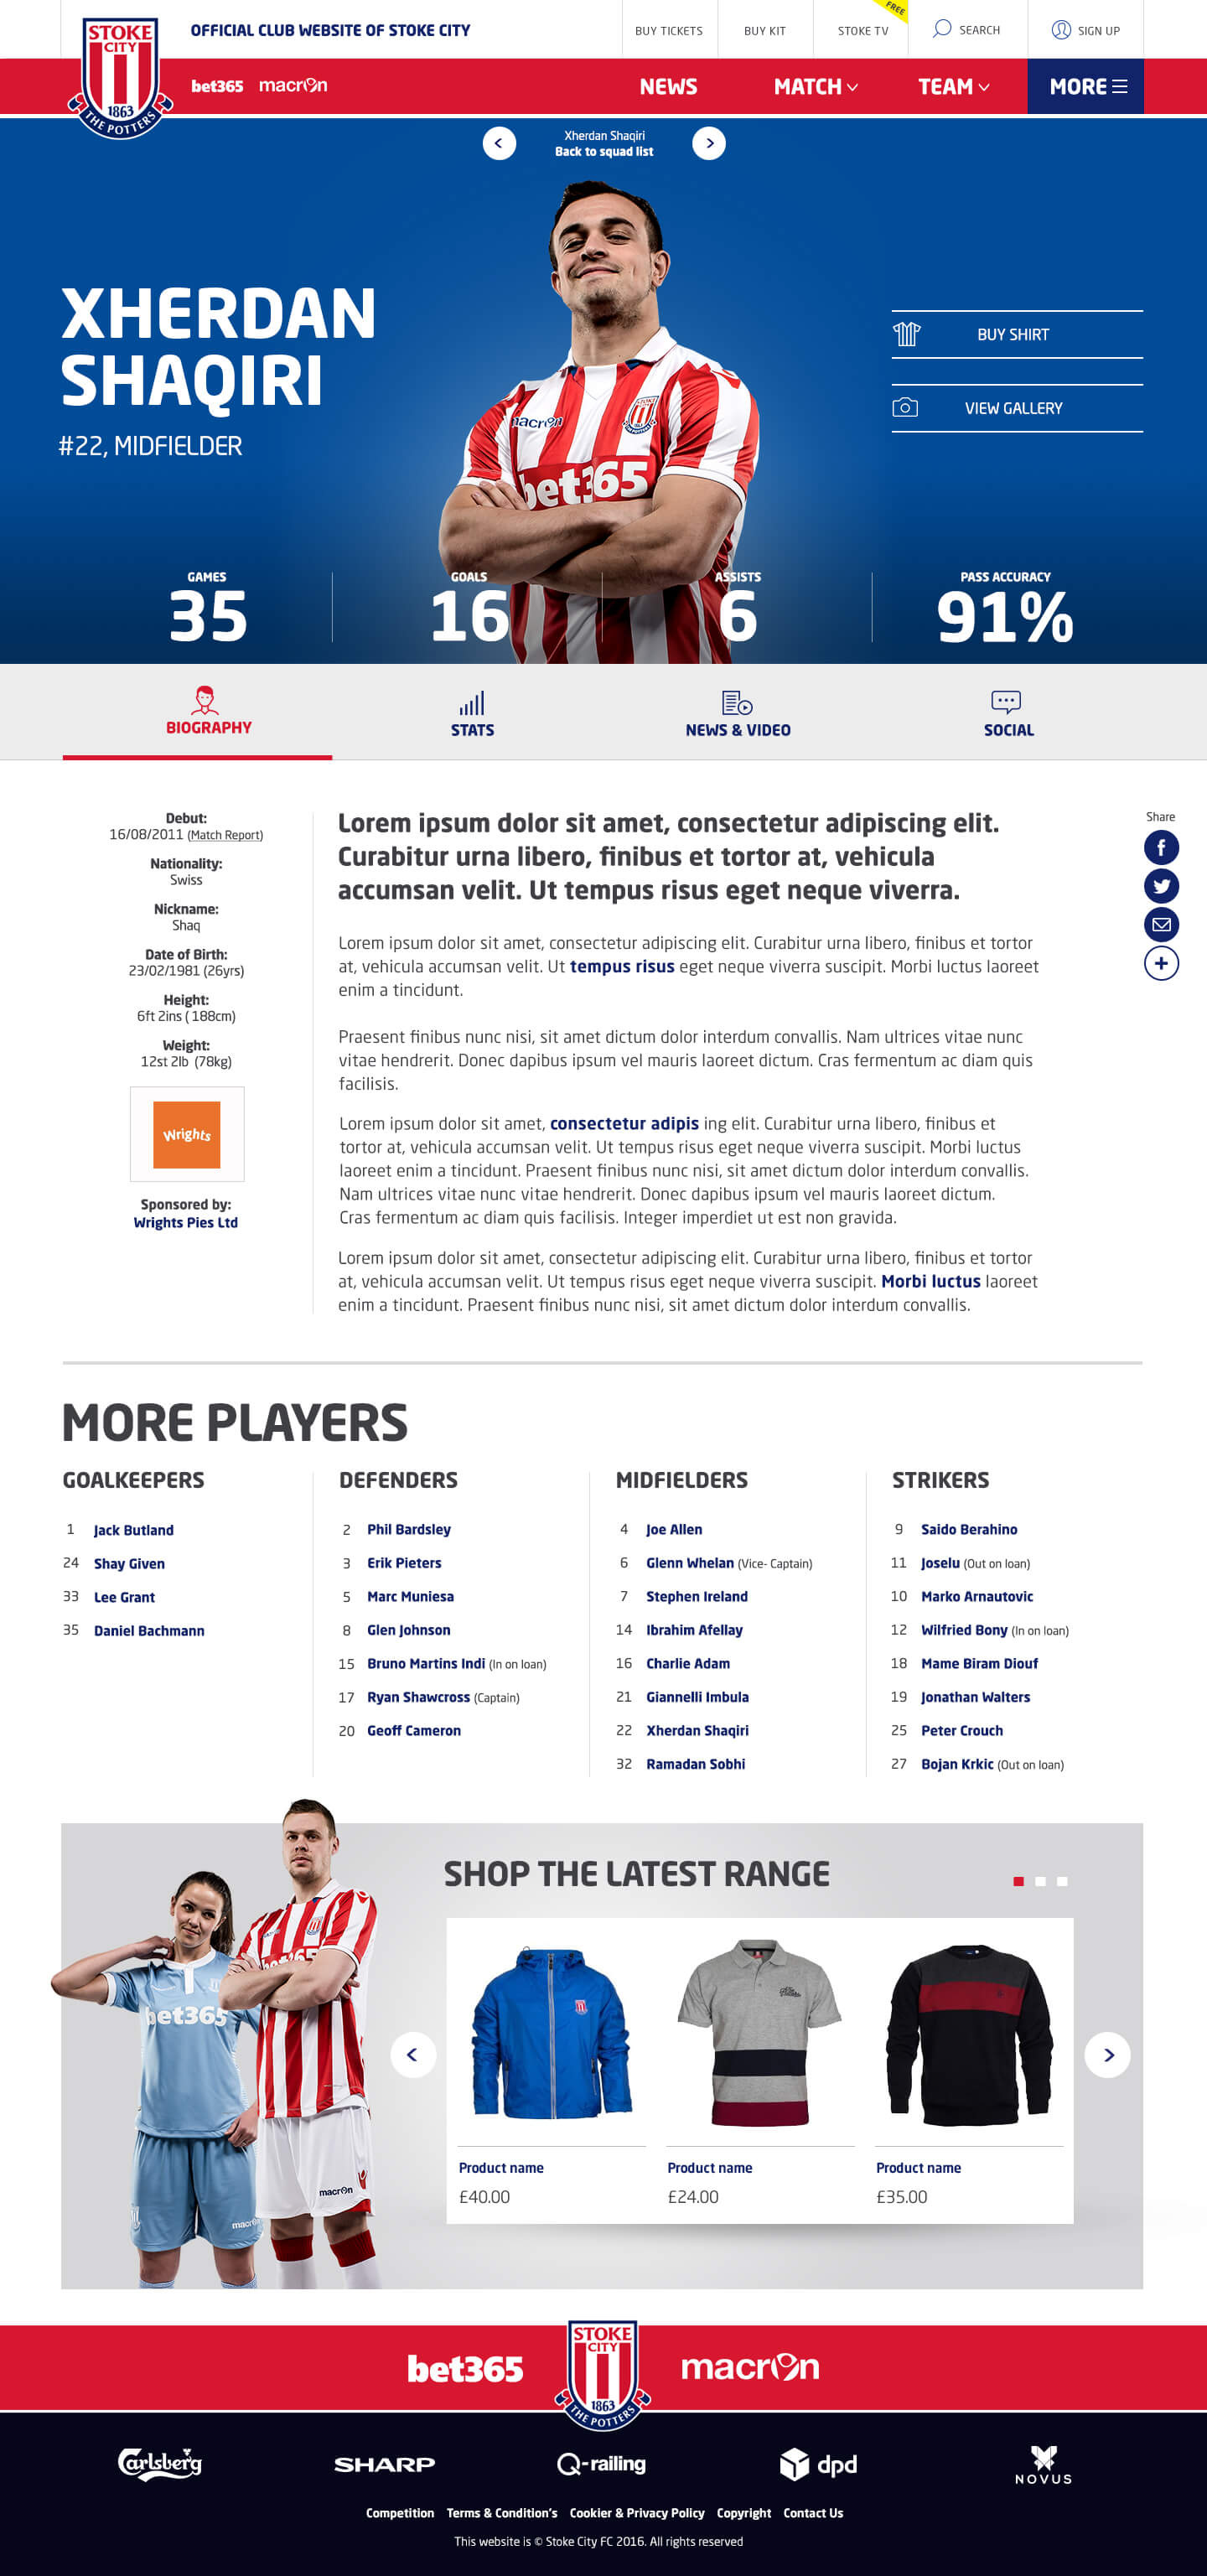 OFFICIAL CLUB WEBSITE OF STOKE CITY
BUY TICKETS
BUY KIT
STOKE TV
FREE
SEARCH
SIGN UP
STOKE
CITY
1863
THE POTTERS
bet365
macron
NEWS
MATCH
TEAM
MORE
Xherdan Shaqiri
Back to squad list
XHERDAN
SHAQIRI
#22, MIDFIELDER
BUY SHIRT
VIEW GALLERY
macron
STOKE
CITY
THE POTTERS
bet365
GAMES
35
GOALS
16
ASSISTS
6
PASS ACCURACY
91%
BIOGRAPHY
STATS
NEWS & VIDEO
SOCIAL
Debut:
16/08/2011 (Match Report)
Nationality:
Swiss
Nickname:
Shaq
Date of Birth:
23/02/1981 (26yrs)
Height:
6ft 2ins ( 188cm)
Weight:
12st 2lb (78kg)
Wrights
Sponsored by:
Wrights Pies Ltd
Lorem ipsum dolor sit amet, consectetur adipiscing elit.
Curabitur urna libero, finibus et tortor at, vehicula
accumsan velit. Ut tempus risus eget neque viverra.
Lorem ipsum dolor sit amet, consectetur adipiscing elit. Curabitur urna libero, finibus et tortor
at, vehicula accumsan velit. Ut tempus risus eget neque viverra suscipit. Morbi luctus laoreet
enim a tincidunt.
Praesent finibus nunc nisi, sit amet dictum dolor interdum convallis. Nam ultrices vitae nunc
vitae hendrerit. Donec dapibus ipsum vel mauris laoreet dictum. Cras fermentum ac diam quis
facilisis.
Lorem ipsum dolor sit amet, consectetur adipis ing elit. Curabitur urna libero, finibus et
tortor at, vehicula accumsan velit. Ut tempus risus eget neque viverra suscipit. Morbi luctus
laoreet enim a tincidunt. Praesent finibus nunc nisi, sit amet dictum dolor interdum convallis.
Nam ultrices vitae nunc vitae hendrerit. Donec dapibus ipsum vel mauris laoreet dictum.
Cras fermentum ac diam quis facilisis. Integer imperdiet ut est non gravida.
Lorem ipsum dolor sit amet, consectetur adipiscing elit. Curabitur urna libero, finibus et tortor
at, vehicula accumsan velit. Ut tempus risus eget neque viverra suscipit. Morbi luctus laoreet
enim a tincidunt. Praesent finibus nunc nisi, sit amet dictum dolor interdum convallis.
Share
MORE PLAYERS
GOALKEEPERS
1 Jack Butland
24 Shay Given
33 Lee Grant
35 Daniel Bachmann
DEFENDERS
2 Phil Bardsley
3 Erik Pieters
5 Marc Muniesa
8 Glen Johnson
15 Bruno Martins Indi (In on loan)
17 Ryan Shawcross (Captain)
20 Geoff Cameron
MIDFIELDERS
4 Joe Allen
6 Glenn Whelan (Vice- Captain)
7 Stephen Ireland
14 Ibrahim Afellay
16 Charlie Adam
21 Giannelli Imbula
22 Xherdan Shaqiri
32 Ramadan Sobhi
STRIKERS
9 Saido Berahino
11 Joselu (Out on loan)
10 Marko Arnautovic
12 Wilfried Bony (In on loan)
18 Mame Biram Diouf
19 Jonathan Walters
25 Peter Crouch
27 Bojan Krkic (Out on loan)
SHOP THE LATEST RANGE
bet365
macron
macron
Product name
£40.00
Product name
£24.00
Product name
£35.00
bet365
STOKE
CITY
1863
THE POTTERS
macron
Carlsberg
SHARP
Q-railing
dpd
NOVUS
Competition Terms & Condition's Cookier & Privacy Policy Copyright Contact Us
This website is © Stoke City FC 2016. All rights reserved